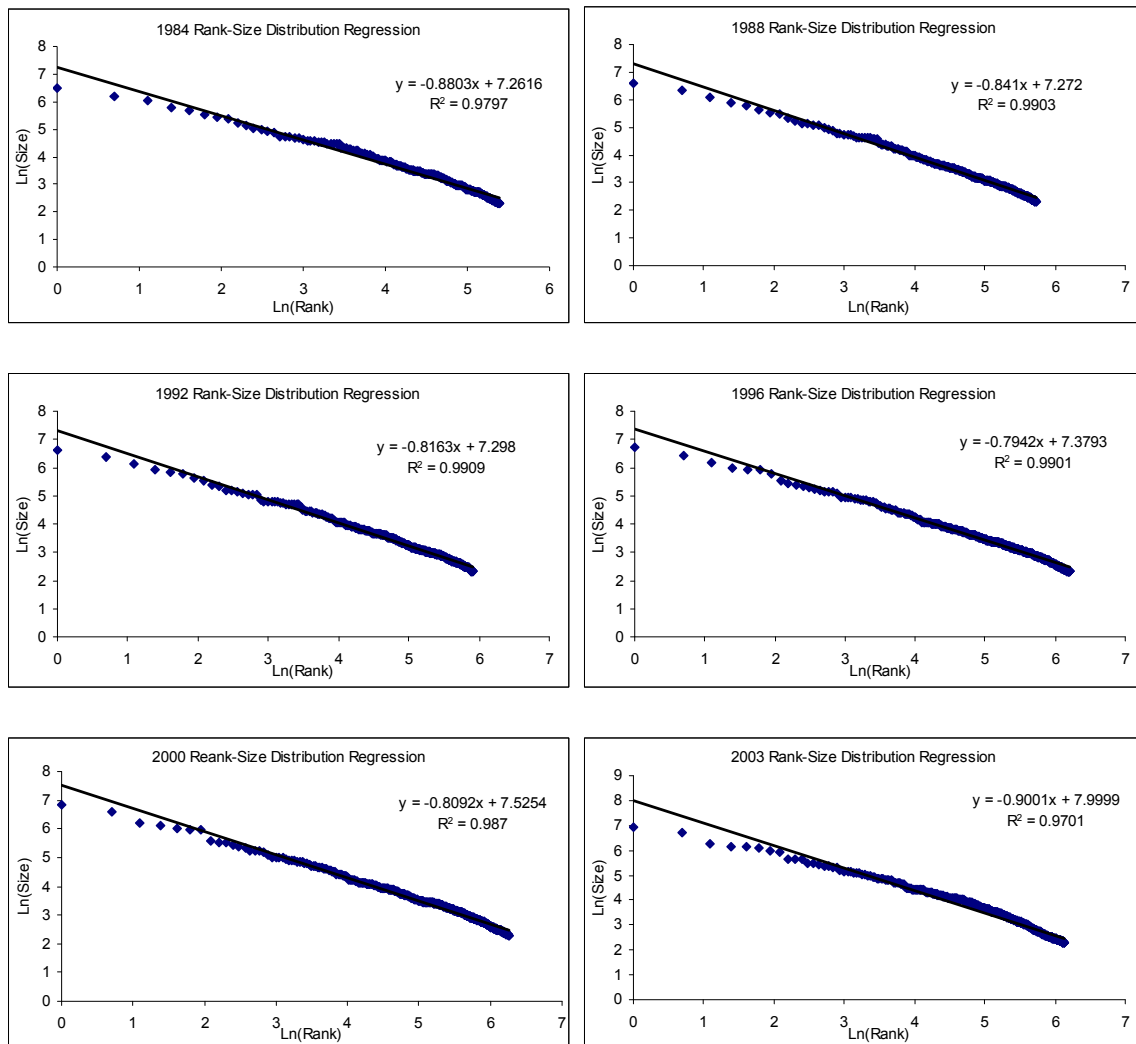 1984 Rank-Size Distribution Regression
y = -0.8803x + 7.2616
R² = 0.9797
Ln(Size)
8
7
6
5
4
3
2
1
0
0 1 2 3 4 5 6
Ln(Rank)
1988 Rank-Size Distribution Regression
y = -0.841x + 7.272
R² = 0.9903
Ln(Size)
8
7
6
5
4
3
2
1
0
0 1 2 3 4 5 6 7
Ln(Rank)
1992 Rank-Size Distribution Regression
y = -0.8163x + 7.298
R² = 0.9909
Ln(Size)
8
7
6
5
4
3
2
1
0
0 1 2 3 4 5 6 7
Ln(Rank)
1996 Rank-Size Distribution Regression
y = -0.7942x + 7.3793
R² = 0.9901
Ln(Size)
8
7
6
5
4
3
2
1
0
0 1 2 3 4 5 6 7
Ln(Rank)
2000 Reank-Size Distribution Regression
y = -0.8092x + 7.5254
R² = 0.987
Ln(Size)
8
7
6
5
4
3
2
1
0
0 1 2 3 4 5 6 7
Ln(Rank)
2003 Rank-Size Distribution Regression
y = -0.9001x + 7.9999
R² = 0.9701
Ln(Size)
9
8
7
6
5
4
3
2
1
0
0 1 2 3 4 5 6 7
Ln(Rank)